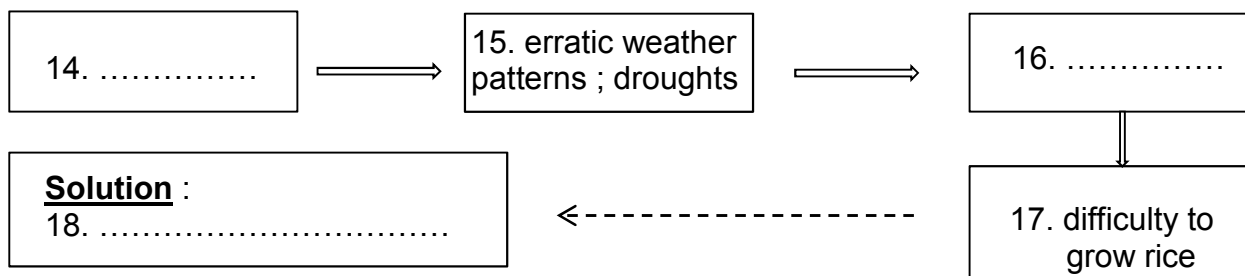 14. ……………
15. erratic weather
patterns ; droughts
16. ……………
Solution :
18. ……………………………
17. difficulty to
grow rice